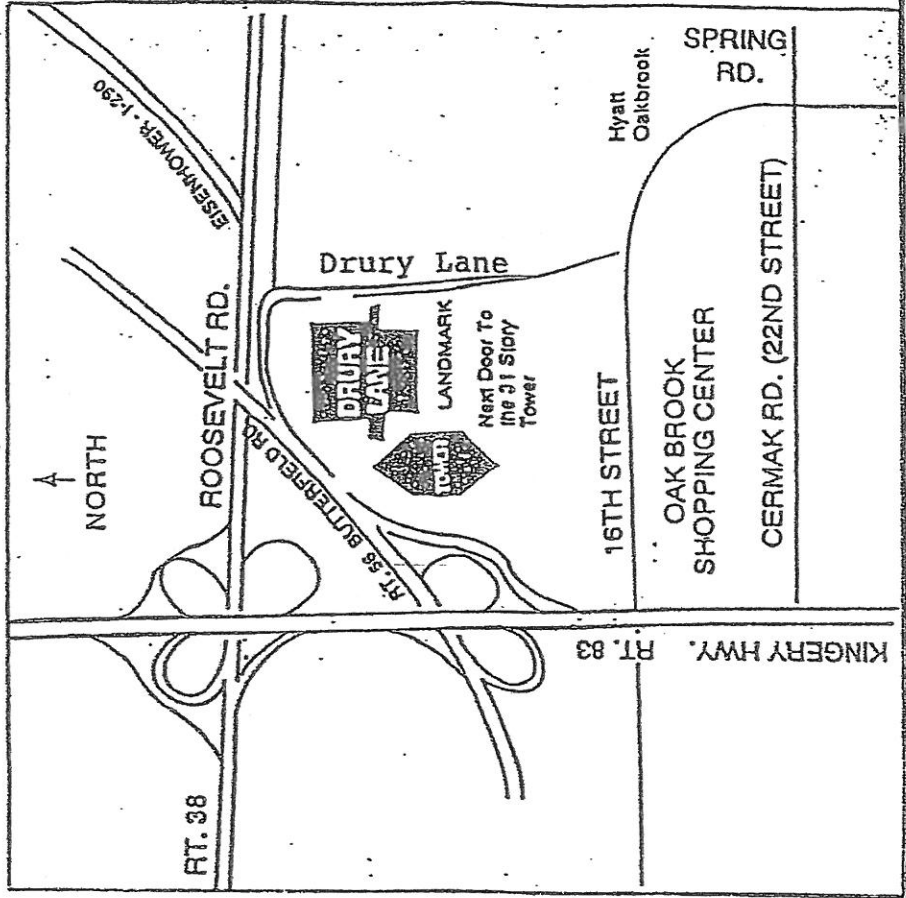 SPRING
RD.
Hyatt
Oakbrook
EISENHOWER - I-290
Drury Lane
ROOSEVELT RD.
NORTH
DRURY
LANE
LANDMARK
Next Door To
the 31 Story
Tower
TOWER
RT. 56 BUTTERFIELD RD.
16TH STREET
OAK BROOK
SHOPPING CENTER
CERMAK RD. (22ND STREET)
KINGERY HWY. RT. 83
RT. 38